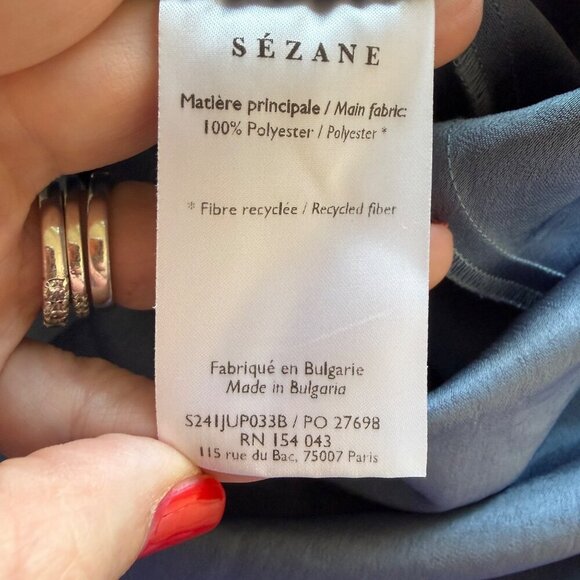 SÉZANE
Matière principale / Main fabric:
100% Polyester / Polyester *
* Fibre recyclée / Recycled fiber
Fabriqué en Bulgarie
Made in Bulgaria
S241JUP033B / PO 27698
RN 154 043
115 rue du Bac, 75007 Paris